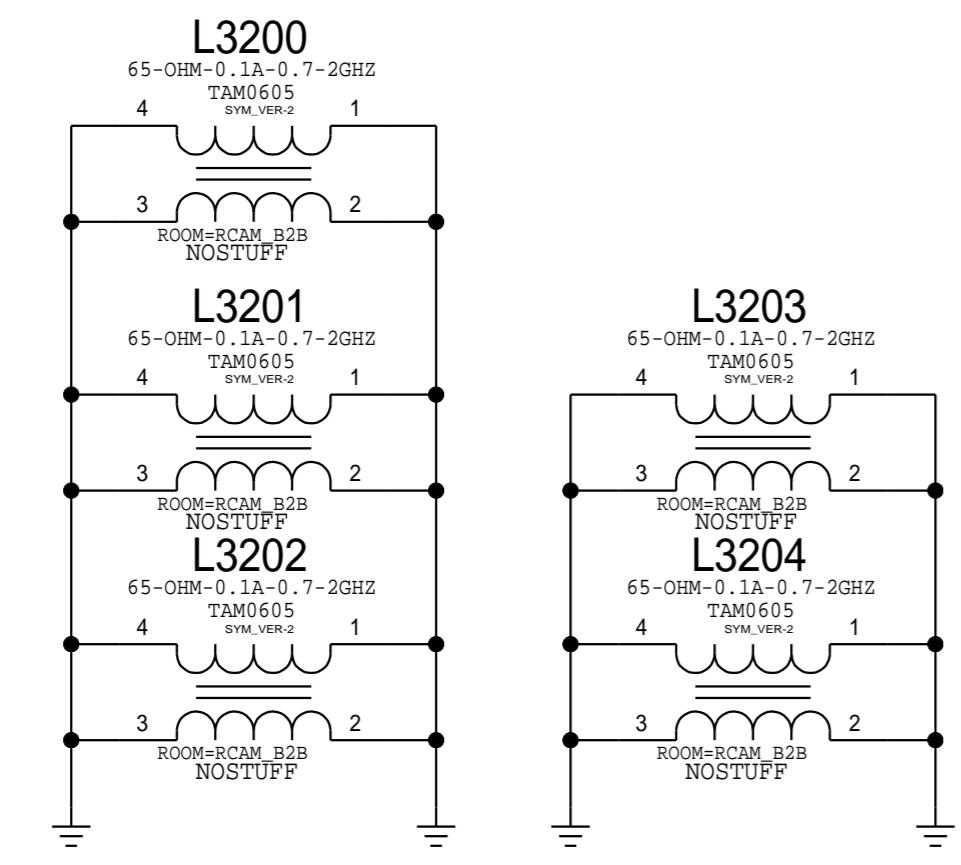 L3200
65-OHM-0.1A-0.7-2GHZ
TAM0605
SYM_VER-2
4 1
3 2
ROOM=RCAM_B2B
NOSTUFF
L3201
65-OHM-0.1A-0.7-2GHZ
TAM0605
SYM_VER-2
4 1
3 2
ROOM=RCAM_B2B
NOSTUFF
L3202
65-OHM-0.1A-0.7-2GHZ
TAM0605
SYM_VER-2
4 1
3 2
ROOM=RCAM_B2B
NOSTUFF
L3203
65-OHM-0.1A-0.7-2GHZ
TAM0605
SYM_VER-2
4 1
3 2
ROOM=RCAM_B2B
NOSTUFF
L3204
65-OHM-0.1A-0.7-2GHZ
TAM0605
SYM_VER-2
4 1
3 2
ROOM=RCAM_B2B
NOSTUFF